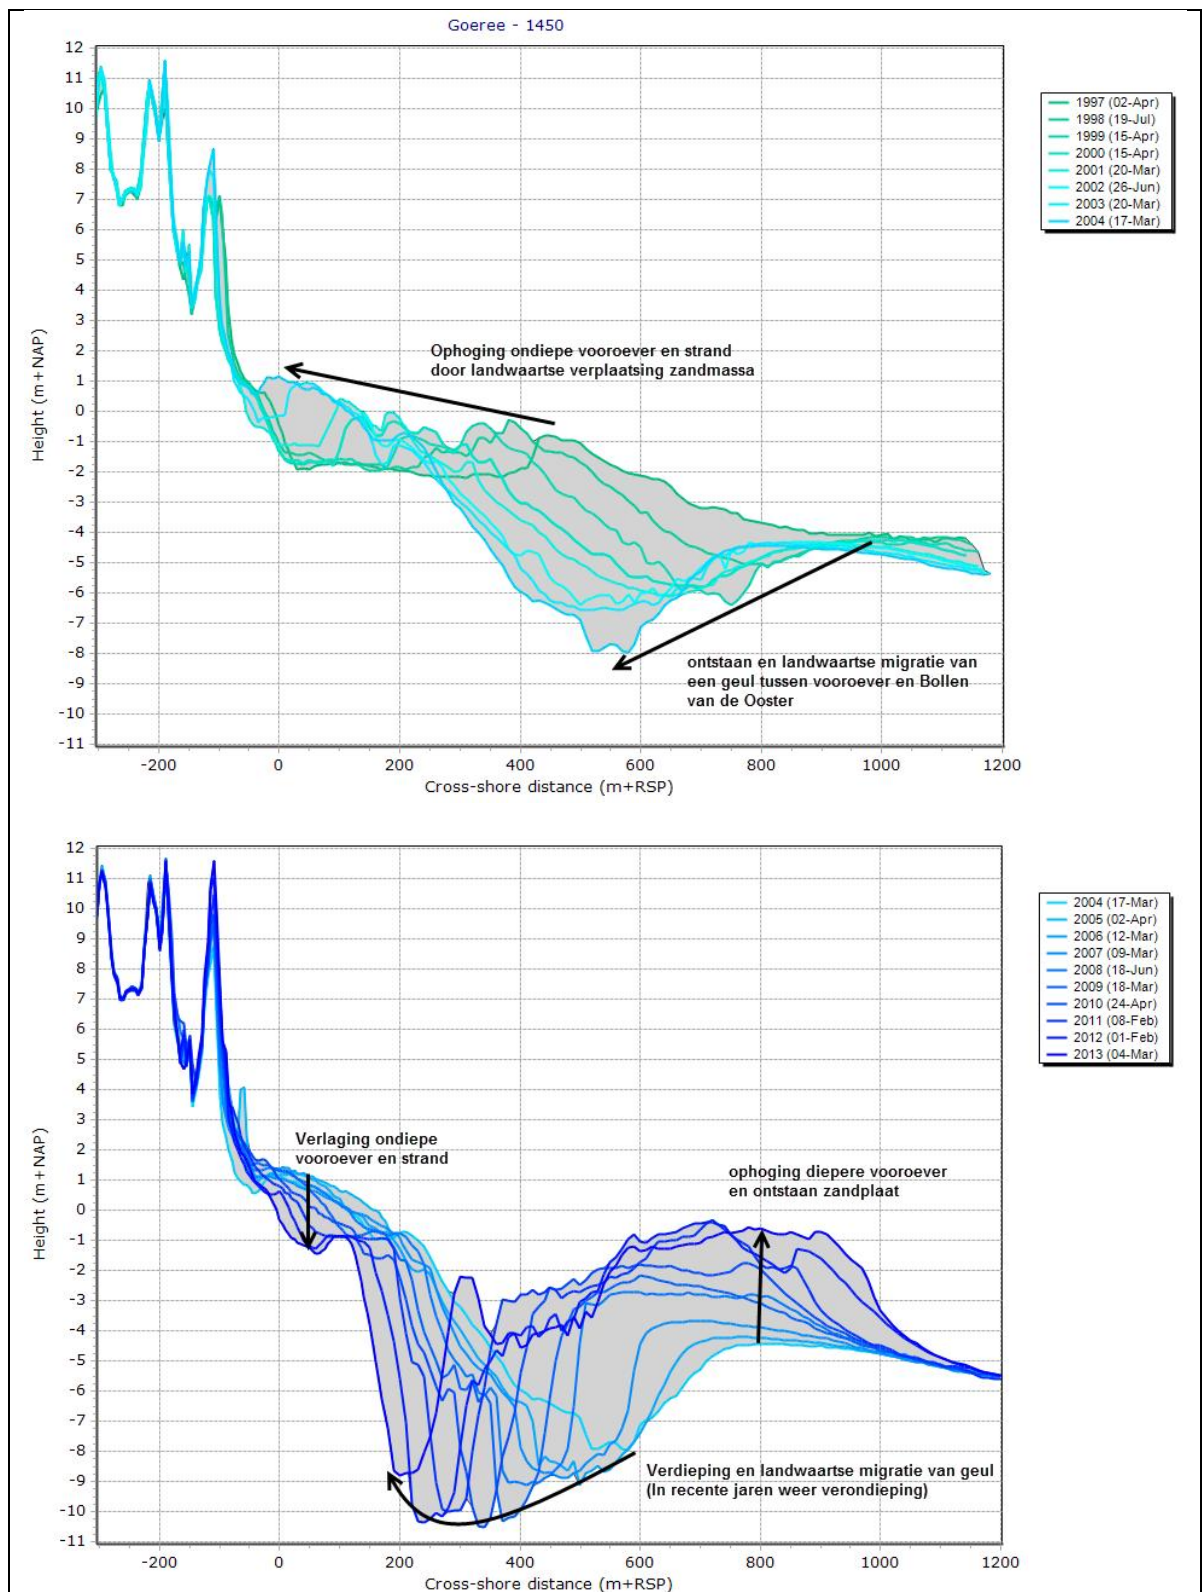 Goeree - 1450
Height (m+NAP)
12
11
10
9
8
7
6
5
4
3
2
1
0
-1
-2
-3
-4
-5
-6
-7
-8
-9
-10
-11
1997 (02-Apr)
1998 (19-Jul)
1999 (15-Apr)
2000 (15-Apr)
2001 (20-Mar)
2002 (26-Jun)
2003 (20-Mar)
2004 (17-Mar)
Ophoging ondiepe vooroever en strand
door landwaartse verplaatsing zandmassa
ontstaan en landwaartse migratie van
een geul tussen vooroever en Bollen
van de Ooster
-200 0 200 400 600 800 1000 1200
Cross-shore distance (m+RSP)
Height (m+NAP)
12
11
10
9
8
7
6
5
4
3
2
1
0
-1
-2
-3
-4
-5
-6
-7
-8
-9
-10
-11
2004 (17-Mar)
2005 (02-Apr)
2006 (12-Mar)
2007 (09-Mar)
2008 (18-Jun)
2009 (18-Mar)
2010 (24-Apr)
2011 (08-Feb)
2012 (01-Feb)
2013 (04-Mar)
Verlaging ondiepe
vooroever en strand
ophoging diepere vooroever
en ontstaan zandplaat
Verdieping en landwaartse migratie van geul
(In recente jaren weer verondieping)
-200 0 200 400 600 800 1000 1200
Cross-shore distance (m+RSP)